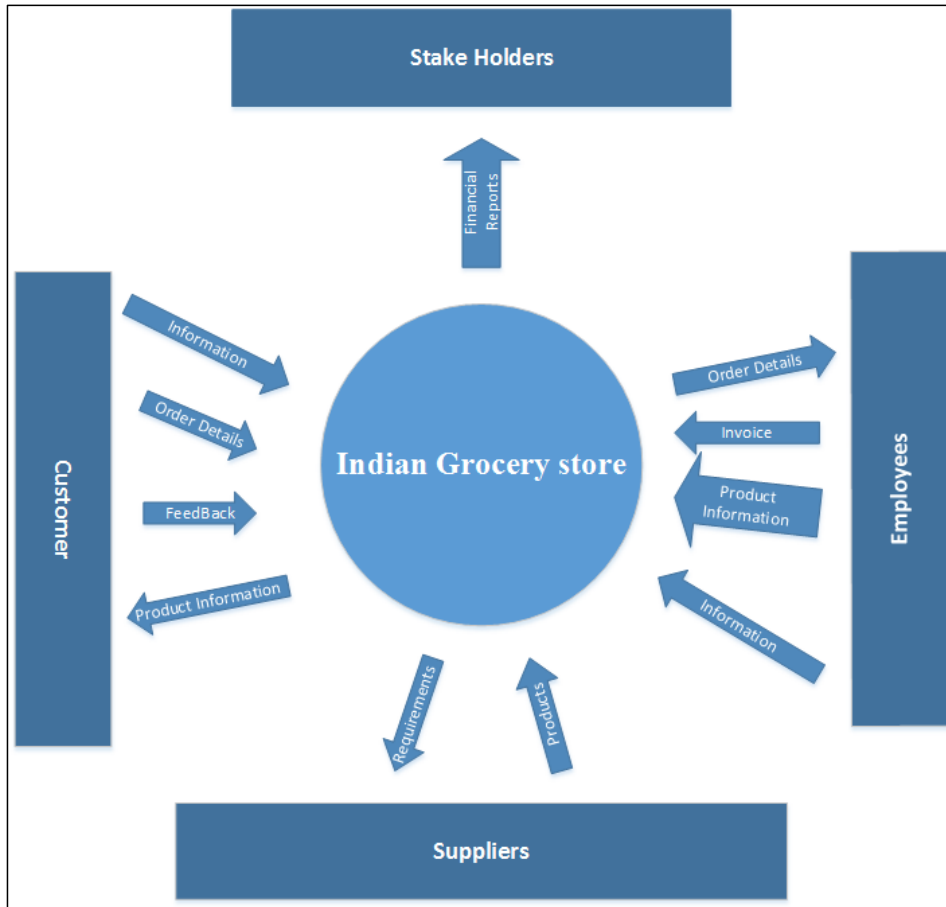 Stake Holders
Financial
Reports
Information
Order Details
FeedBack
Product Information
Customer
Indian Grocery store
Order Details
Invoice
Product
Information
Information
Employees
Requirements
Products
Suppliers